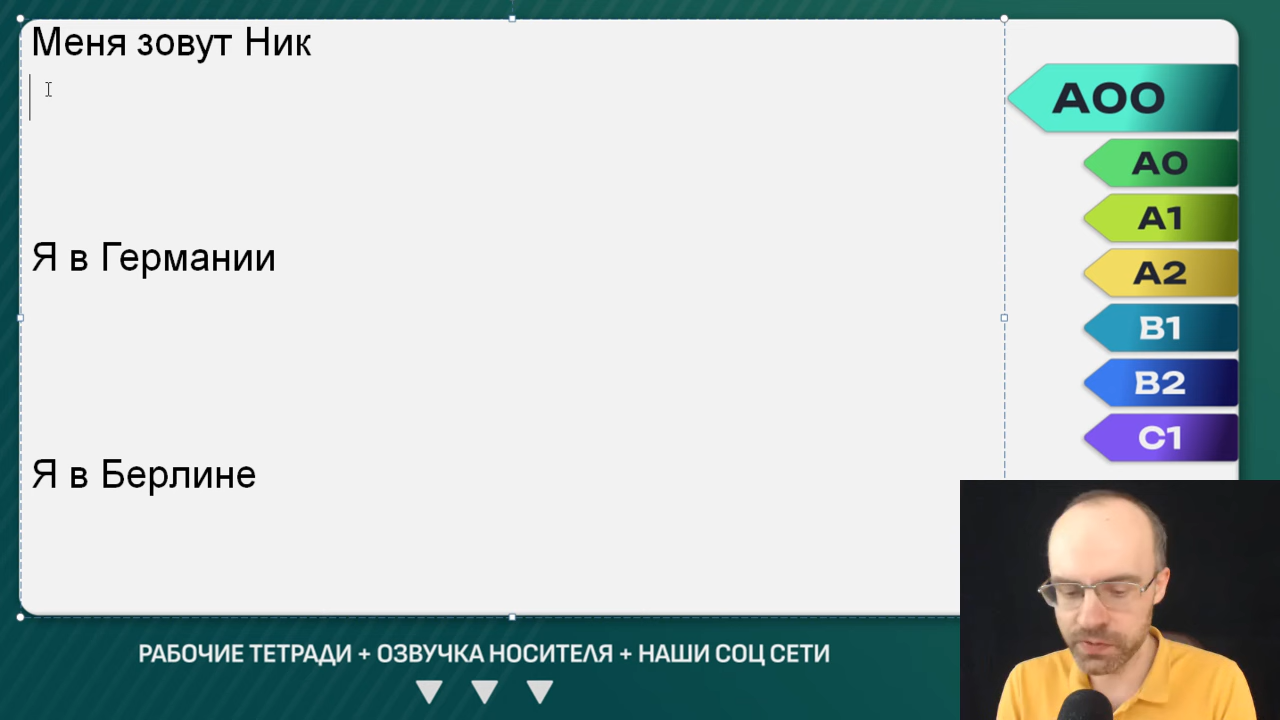 Меня зовут Ник
Я в Германии
Я в Берлине
A00
A0
A1
A2
B1
B2
C1
РАБОЧИЕ ТЕТРАДИ + ОЗВУЧКА НОСИТЕЛЯ + НАШИ СОЦ СЕТИ